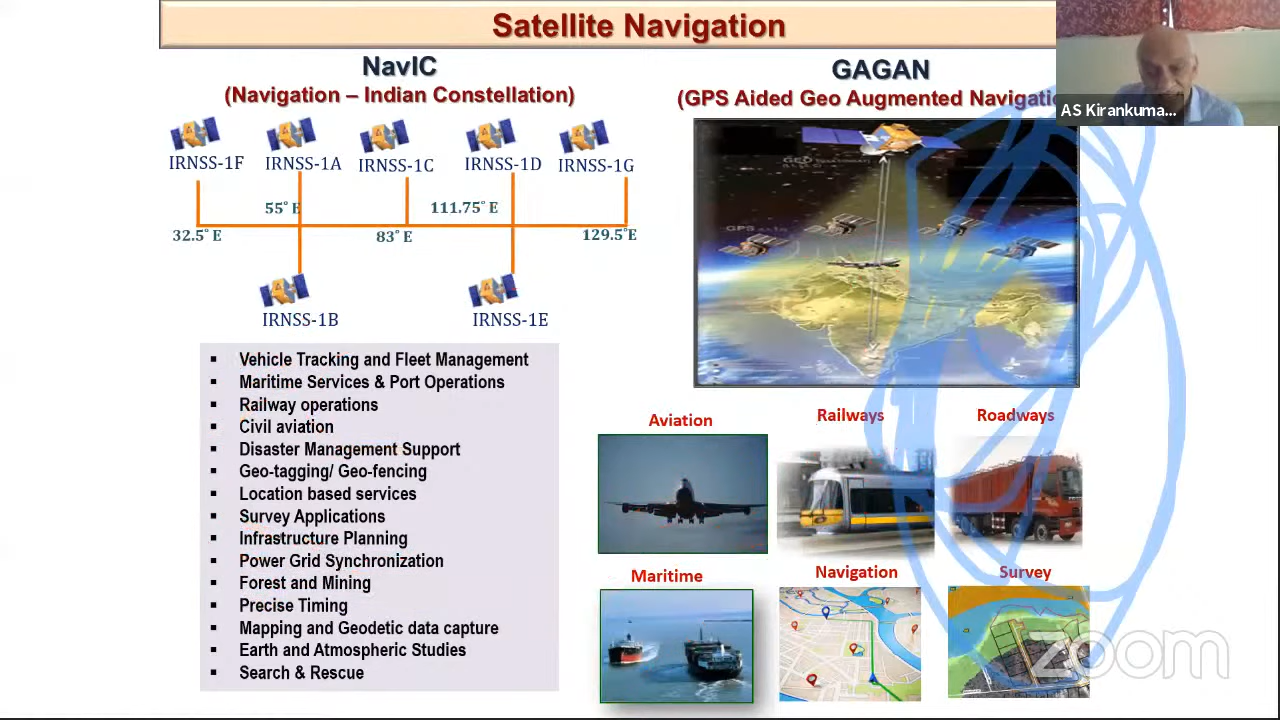 Satellite Navigation
NavIC
(Navigation – Indian Constellation)
IRNSS-1F
IRNSS-1A
IRNSS-1C
IRNSS-1D
IRNSS-1G
55° E
111.75° E
32.5° E
83° E
129.5°E
IRNSS-1B
IRNSS-1E
▪ Vehicle Tracking and Fleet Management
▪ Maritime Services & Port Operations
▪ Railway operations
▪ Civil aviation
▪ Disaster Management Support
▪ Geo-tagging/ Geo-fencing
▪ Location based services
▪ Survey Applications
▪ Infrastructure Planning
▪ Power Grid Synchronization
▪ Forest and Mining
▪ Precise Timing
▪ Mapping and Geodetic data capture
▪ Earth and Atmospheric Studies
▪ Search & Rescue
GAGAN
(GPS Aided Geo Augmented Navigatio
AS Kirankuma...
GEO
GPS
Aviation
Railways
Roadways
Maritime
Navigation
Survey
zoom